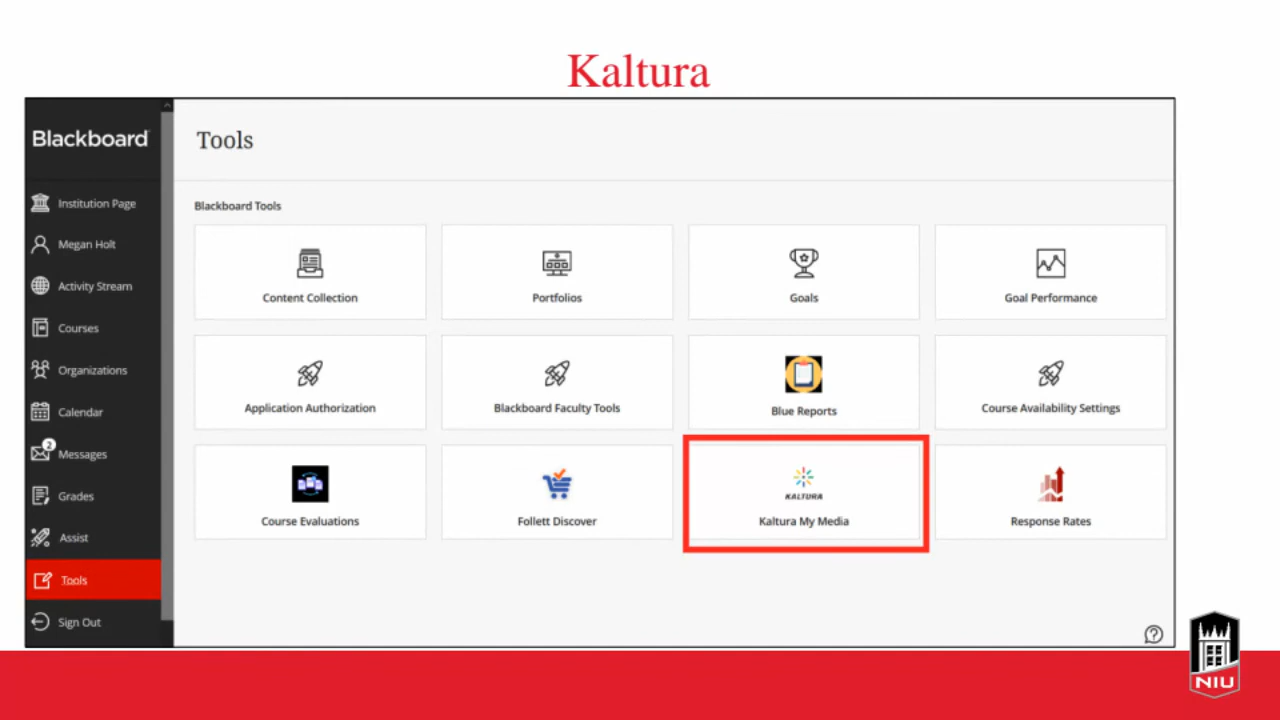 Kaltura
Blackboard
Institution Page
Megan Holt
Activity Stream
Courses
Organizations
Calendar
2
Messages
Grades
Assist
Tools
Sign Out
Tools
Blackboard Tools
Content Collection
Portfolios
Goals
Goal Performance
Application Authorization
Blackboard Faculty Tools
Blue Reports
Course Availability Settings
Course Evaluations
Follett Discover
KALTURA
Kaltura My Media
Response Rates
NIU